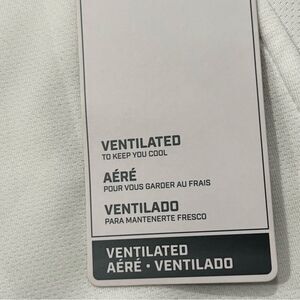 VENTILATED
TO KEEP YOU COOL
AÉRÉ
POUR VOUS GARDER AU FRAIS
VENTILADO
PARA MANTENERTE FRESCO
VENTILATED
AÉRÉ • VENTILADO